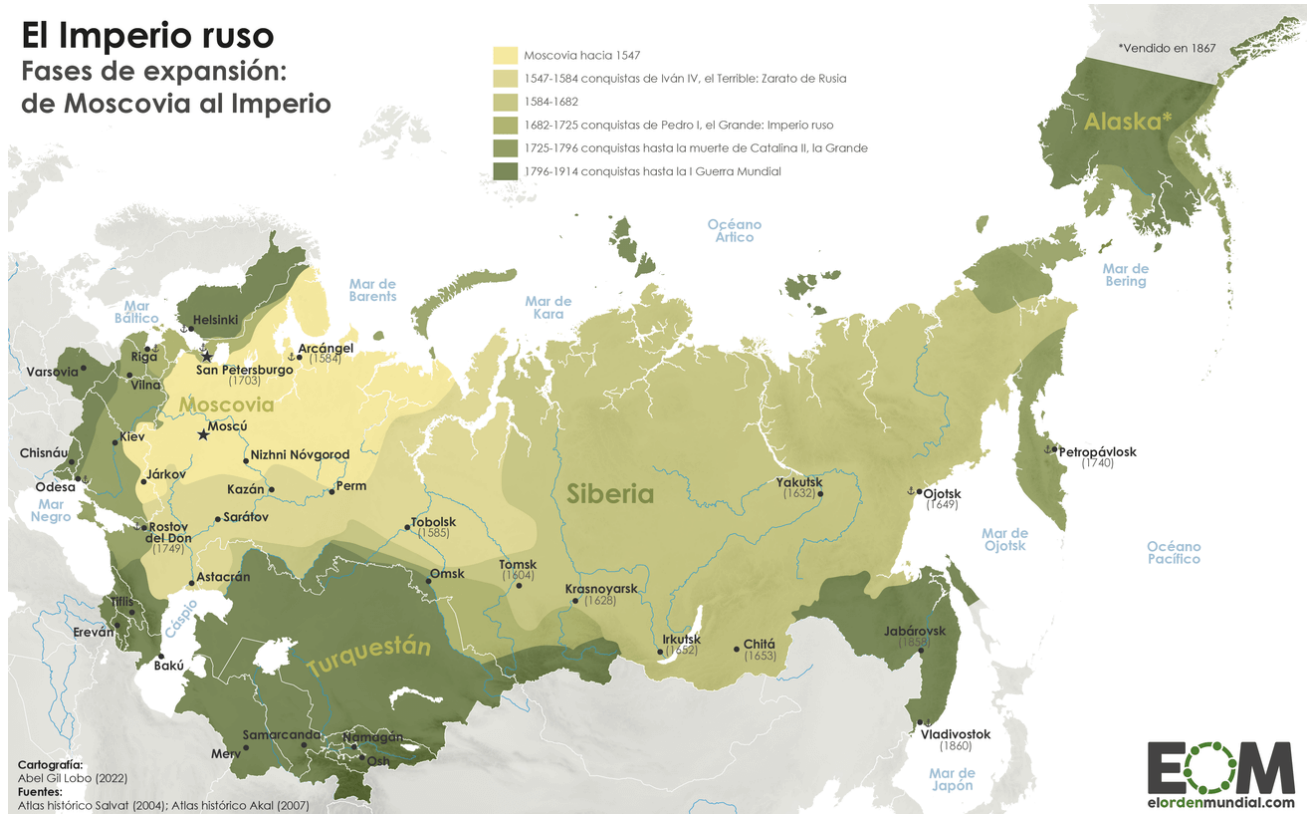 El Imperio ruso
Fases de expansión:
de Moscovia al Imperio
Moscovia hacia 1547
1547-1584 conquistas de Iván IV, el Terrible: Zarato de Rusia
1584-1682
1682-1725 conquistas de Pedro I, el Grande: Imperio ruso
1725-1796 conquistas hasta la muerte de Catalina II, la Grande
1796-1914 conquistas hasta la I Guerra Mundial
*Vendido en 1867
Alaska*
Océano
Ártico
Mar de
Bering
Mar de
Barents
Mar de
Kara
Mar
Báltico
Helsinki
Riga
Arcángel
(1584)
San Petersburgo
(1703)
Varsovia
Vilna
Moscovia
Moscú
Kiev
Chisnáu
Nizhni Nóvgorod
Járkov
Odesa
Kazán
Perm
Mar
Negro
Sarátov
Rostov
del Don
(1749)
Tobolsk
(1585)
Siberia
Yakutsk
(1632)
Ojotsk
(1649)
Petropávlosk
(1740)
Mar de
Ojotsk
Océano
Pacífico
Astacrán
Omsk
Tomsk
(1604)
Krasnoyarsk
(1628)
Tiflis
Ereván
Cáspio
Bakú
Turquestán
Irkutsk
(1652)
Chitá
(1653)
Jabárovsk
(1858)
Samarcanda
Namagán
Merv
Osh
Vladivostok
(1860)
Mar de
Japón
Cartografía:
Abel Gil Lobo (2022)
Fuentes:
Atlas histórico Salvat (2004); Atlas histórico Akal (2007)
EOM
elordenmundial.com